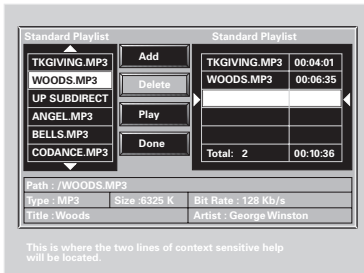 Standard Playlist
Standard Playlist
TKGIVING.MP3
WOODS.MP3
UP SUBDIRECT
ANGEL.MP3
BELLS.MP3
CODANCE.MP3
Add
Delete
Play
Done
TKGIVING.MP3 00:04:01
WOODS.MP3 00:06:35
Total: 2 00:10:36
Path : /WOODS.MP3
Type : MP3 Size :6325 K Bit Rate : 128 Kb/s
Title : Woods Artist : George Winston
This is where the two lines of context sensitive help
will be located.